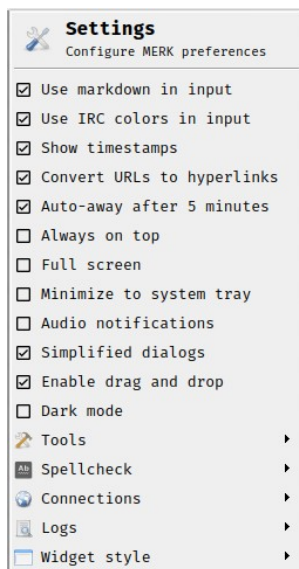 Settings
Configure MERK preferences
Use markdown in input
Use IRC colors in input
Show timestamps
Convert URLs to hyperlinks
Auto-away after 5 minutes
Always on top
Full screen
Minimize to system tray
Audio notifications
Simplified dialogs
Enable drag and drop
Dark mode
Tools
Ab Spellcheck
Connections
Logs
Widget style